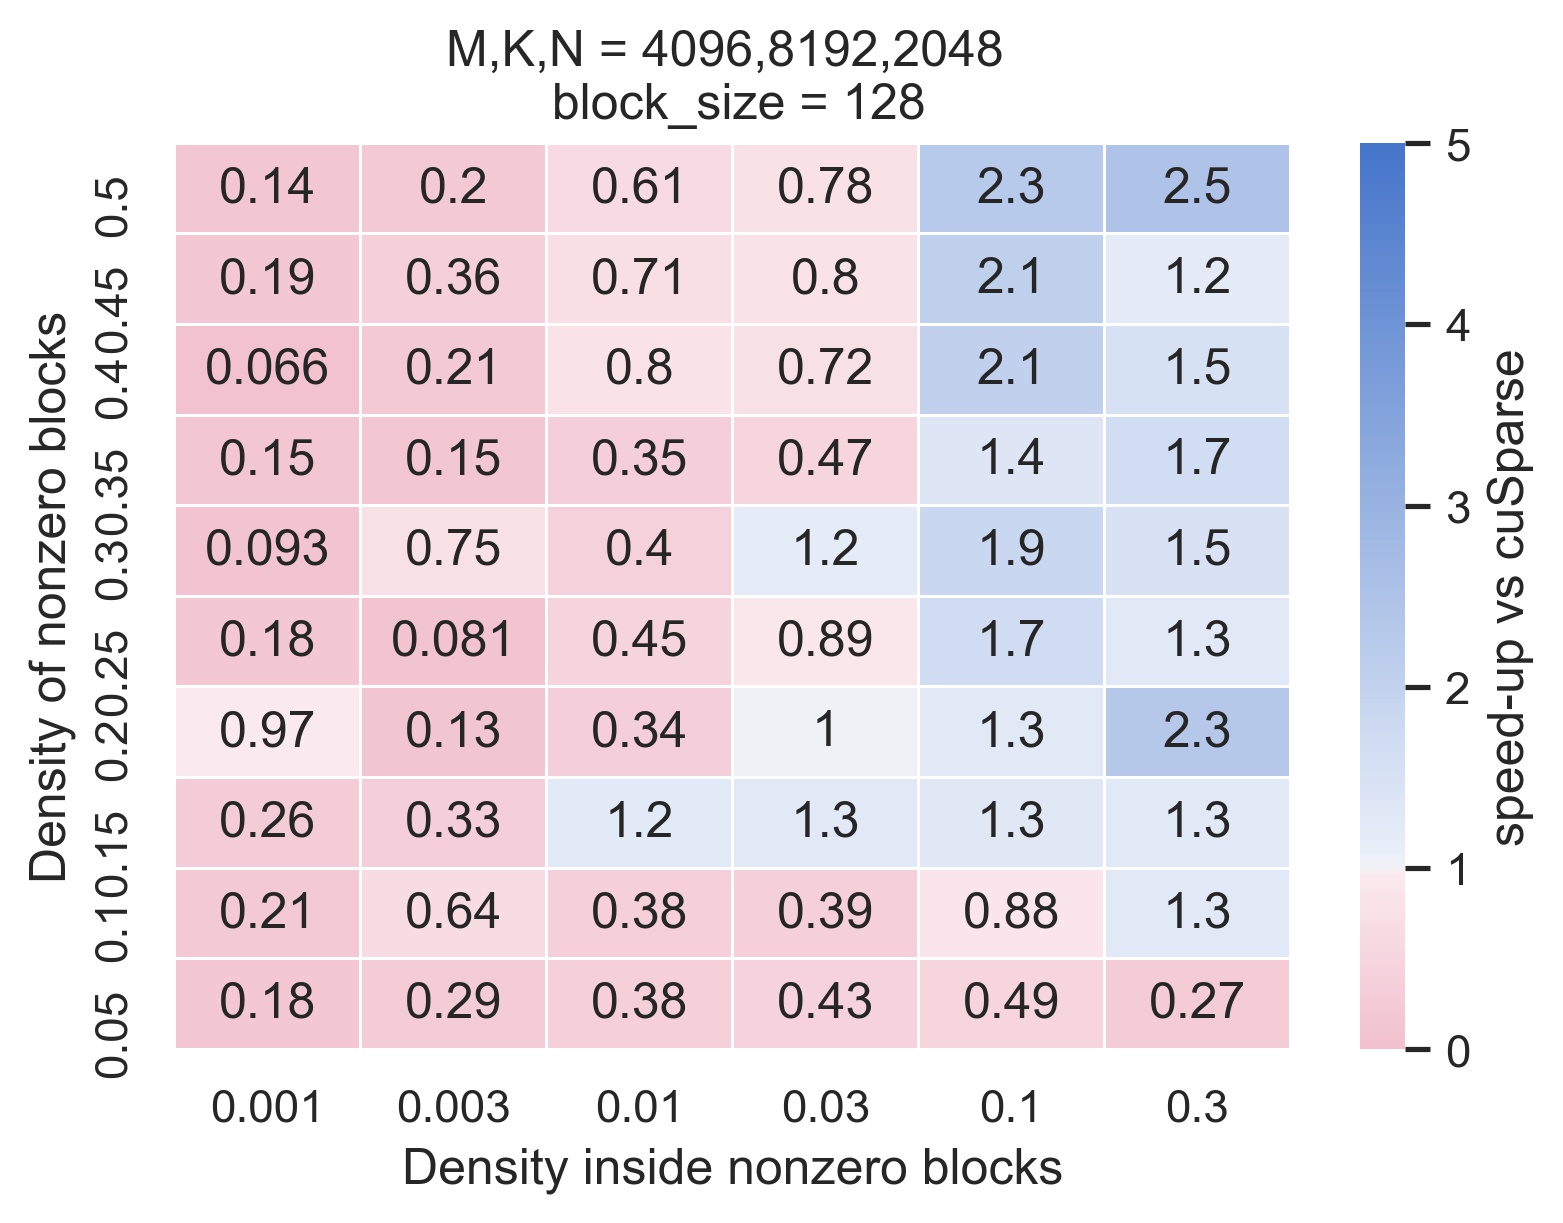 M,K,N = 4096,8192,2048
block_size = 128
Density of nonzero blocks
0.5 0.14 0.2 0.61 0.78 2.3 2.5
0.45 0.19 0.36 0.71 0.8 2.1 1.2
0.4 0.066 0.21 0.8 0.72 2.1 1.5
0.35 0.15 0.15 0.35 0.47 1.4 1.7
0.3 0.093 0.75 0.4 1.2 1.9 1.5
0.25 0.18 0.081 0.45 0.89 1.7 1.3
0.2 0.97 0.13 0.34 1 1.3 2.3
0.15 0.26 0.33 1.2 1.3 1.3 1.3
0.1 0.21 0.64 0.38 0.39 0.88 1.3
0.05 0.18 0.29 0.38 0.43 0.49 0.27
0.001 0.003 0.01 0.03 0.1 0.3
Density inside nonzero blocks
5
4
3
2
1
0
speed-up vs cuSparse